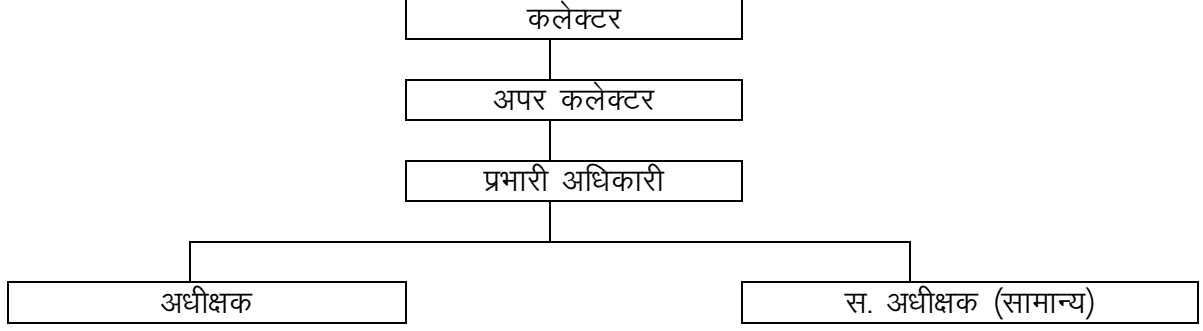 कलेक्टर
अपर कलेक्टर
प्रभारी अधिकारी
अधीक्षक
स. अधीक्षक (सामान्य)